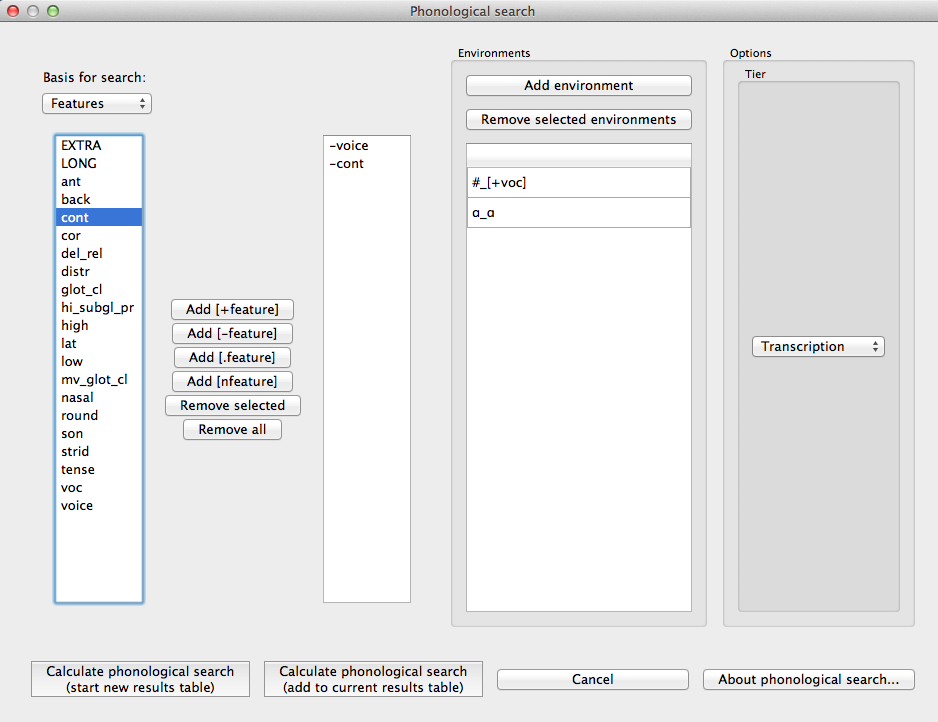 Phonological search
Basis for search:
Features
EXTRA
LONG
ant
back
cont
cor
del_rel
distr
glot_cl
hi_subgl_pr
high
lat
low
mv_glot_cl
nasal
round
son
strid
tense
voc
voice
Add [+feature]
Add [-feature]
Add [.feature]
Add [nfeature]
Remove selected
Remove all
-voice
-cont
Environments
Add environment
Remove selected environments
#_[+voc]
ɑ_ɑ
Options
Tier
Transcription
Calculate phonological search
(start new results table)
Calculate phonological search
(add to current results table)
Cancel
About phonological search...